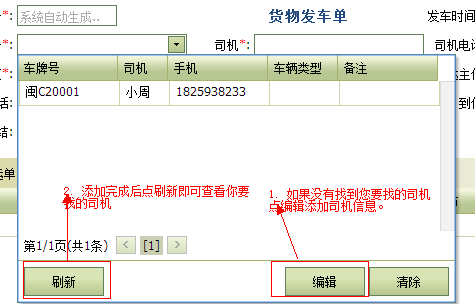 *: 系统自动生成.. 货物发车单 发车时间
*: 司机*: 司机电话
车牌号 司机 手机 车辆类型 备注
闽C20001 小周 1825938233
话:
结:
运单
2. 添加完成后点刷新即可查看你要
找的司机
1. 如果没有找到您要找的司机
点编辑添加司机信息。
第1/1页(共1条) < [1] >
刷新 编辑 清除